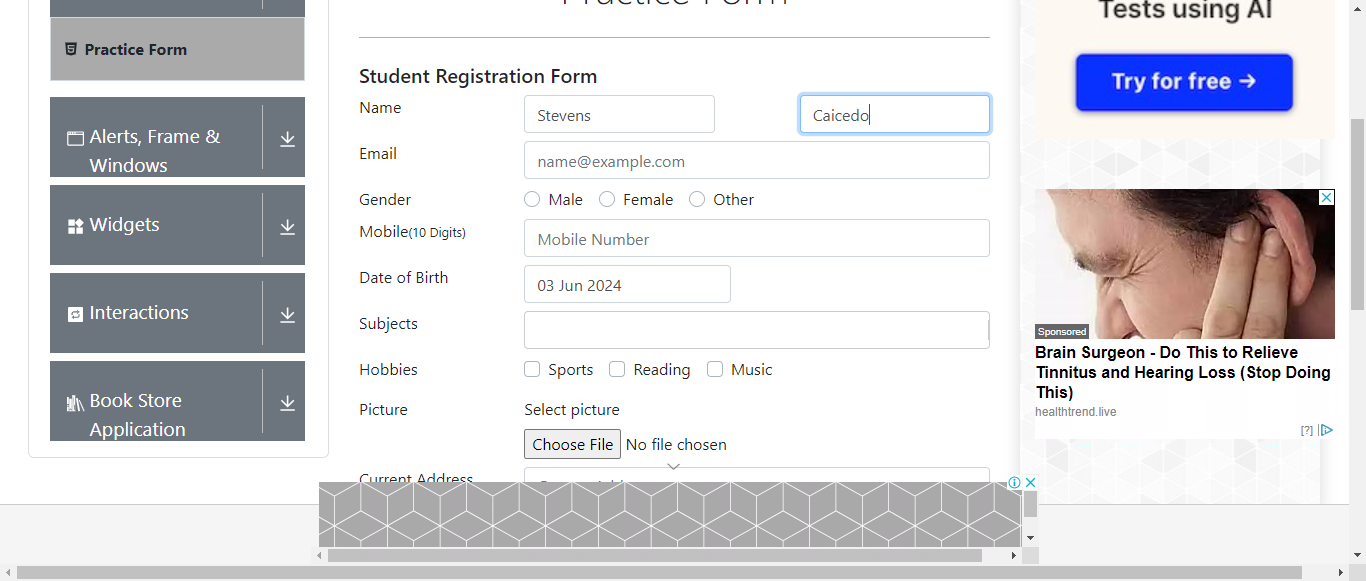 Practice Form
Practice Form
Alerts, Frame &
Windows
Widgets
Interactions
Book Store
Application
Student Registration Form
Name
Stevens
Caicedo
Email
name@example.com
Gender
Male
Female
Other
Mobile(10 Digits)
Mobile Number
Date of Birth
03 Jun 2024
Subjects
Hobbies
Sports
Reading
Music
Picture
Select picture
Choose File
No file chosen
Current Address
Tests using AI
Try for free →
Sponsored
Brain Surgeon - Do This to Relieve
Tinnitus and Hearing Loss (Stop Doing
This)
healthtrend.live
[?]